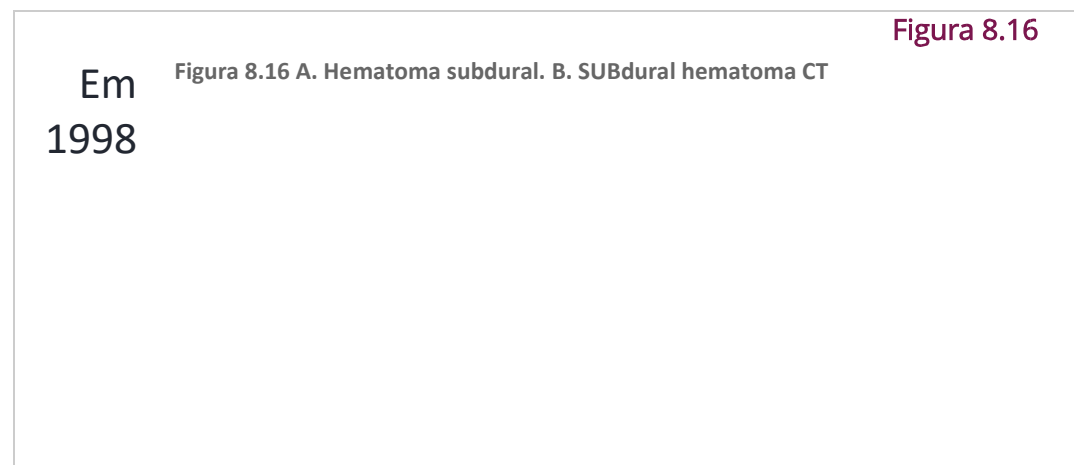 Figura 8.16
Em
1998
Figura 8.16 A. Hematoma subdural. B. SUBdural hematoma CT